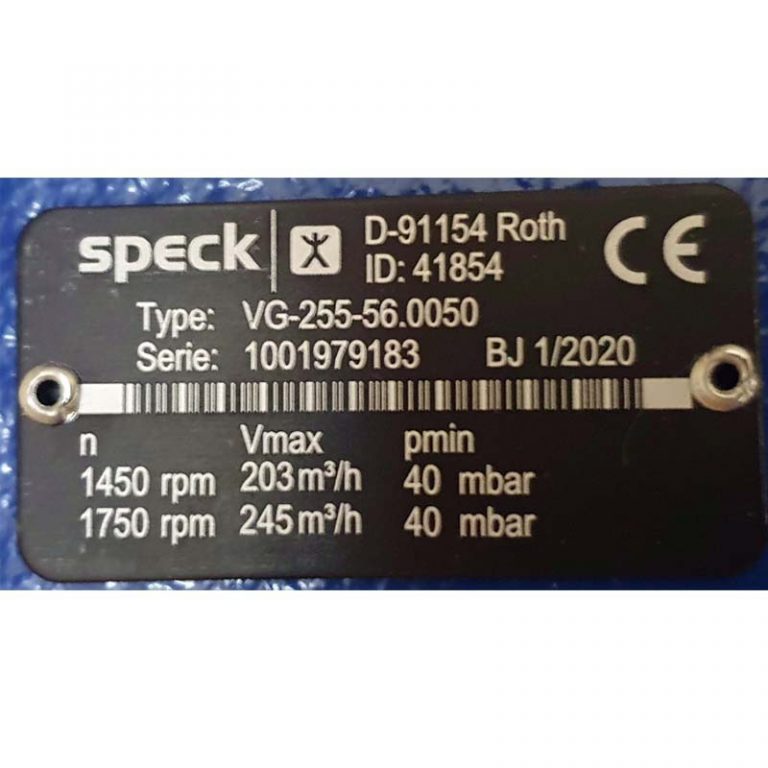 speck D-91154 Roth CE
ID: 41854
Type: VG-255-56.0050
Serie: 1001979183 BJ 1/2020
n Vmax pmin
1450 rpm 203 m³/h 40 mbar
1750 rpm 245 m³/h 40 mbar